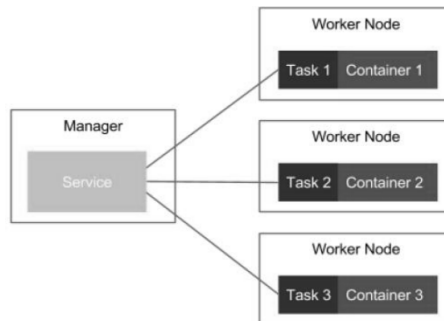 Manager
Service
Worker Node
Task 1 Container 1
Worker Node
Task 2 Container 2
Worker Node
Task 3 Container 3